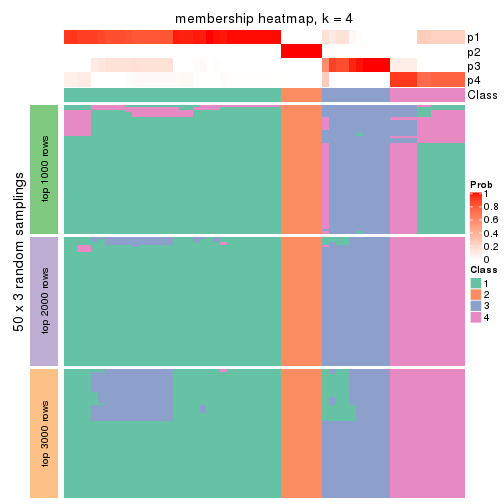 membership heatmap, k = 4
p1
p2
p3
p4
Class
50 x 3 random samplings
top 1000 rows
top 2000 rows
top 3000 rows
Prob
1
0.8
0.6
0.4
0.2
0
Class
1
2
3
4